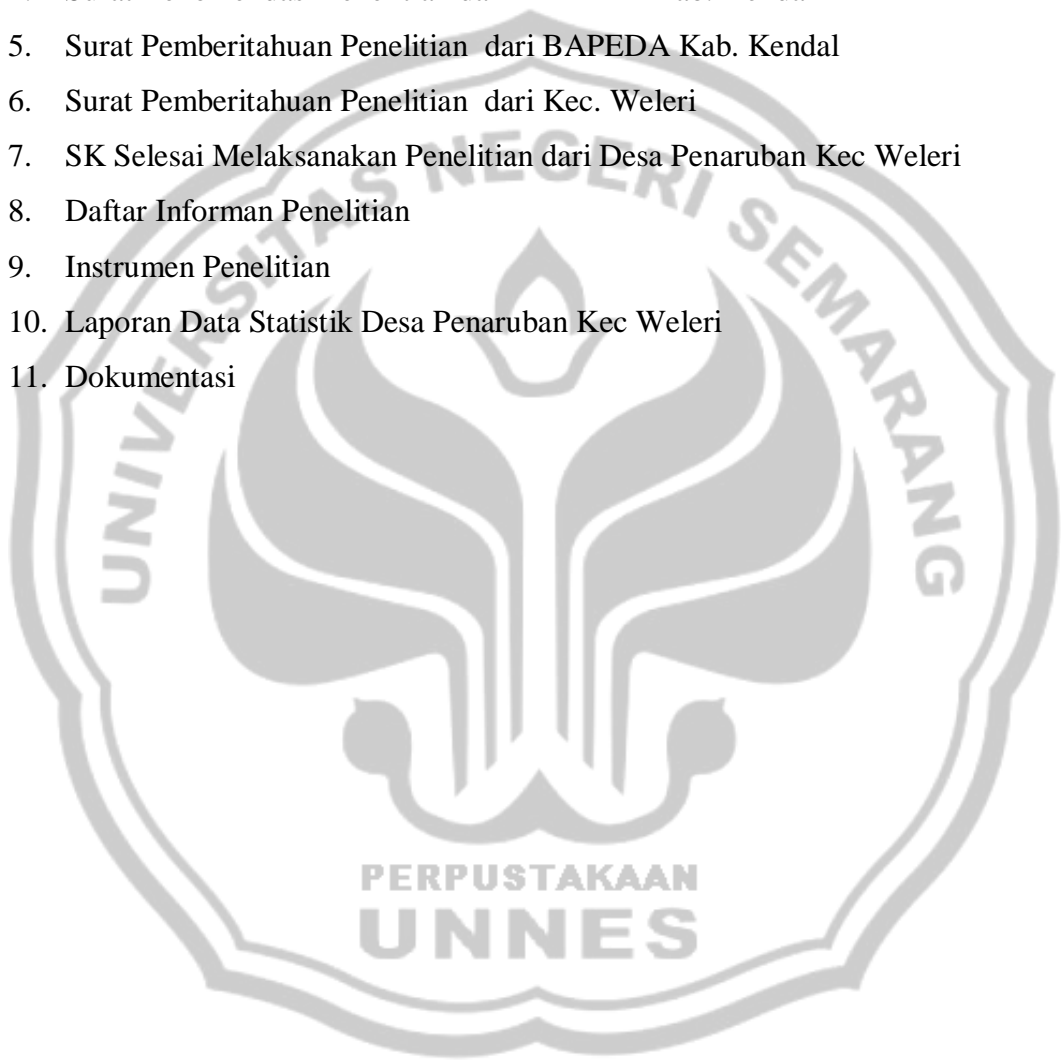 5. Surat Pemberitahuan Penelitian dari BAPEDA Kab. Kendal
6. Surat Pemberitahuan Penelitian dari Kec. Weleri
7. SK Selesai Melaksanakan Penelitian dari Desa Penaruban Kec Weleri
8. Daftar Informan Penelitian
9. Instrumen Penelitian
10. Laporan Data Statistik Desa Penaruban Kec Weleri
11. Dokumentasi
UNIVERSITAS NEGERI SEMARANG
PERPUSTAKAAN
UNNES